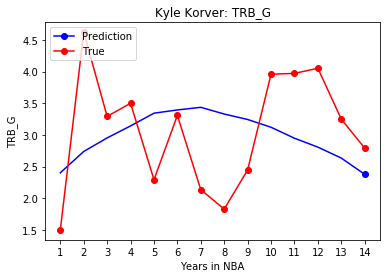 Kyle Korver: TRB_G
Prediction
True
4.5
4.0
3.5
3.0
2.5
2.0
1.5
TRB_G
1 2 3 4 5 6 7 8 9 10 11 12 13 14
Years in NBA